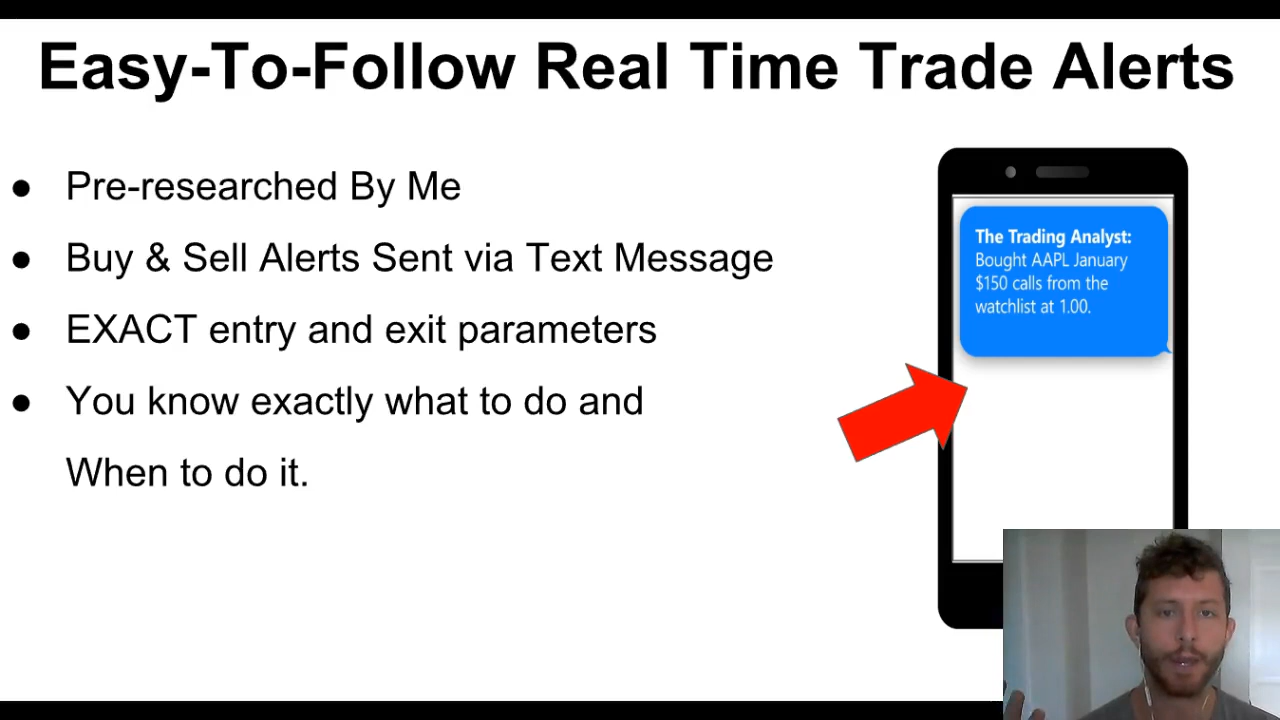 Easy-To-Follow Real Time Trade Alerts
● Pre-researched By Me
● Buy & Sell Alerts Sent via Text Message
● EXACT entry and exit parameters
● You know exactly what to do and
When to do it.
The Trading Analyst:
Bought AAPL January
$150 calls from the
watchlist at 1.00.